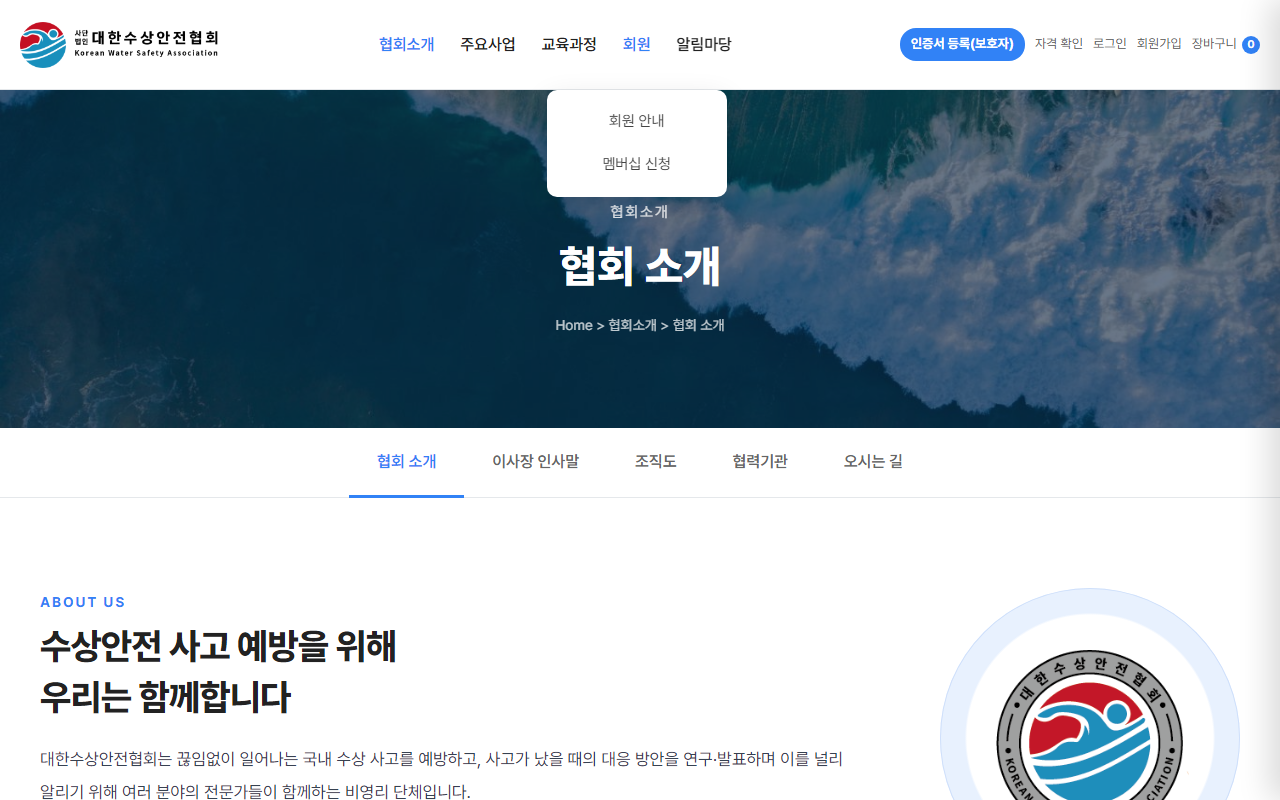 사단
법인 대한수상안전협회
Korean Water Safety Association
협회소개 주요사업 교육과정 회원 알림마당
인증서 등록(보호자) 자격 확인 로그인 회원가입 장바구니 0
회원 안내
멤버십 신청
협회소개
협회 소개
Home > 협회소개 > 협회 소개
협회 소개 이사장 인사말 조직도 협력기관 오시는 길
ABOUT US
수상안전 사고 예방을 위해
우리는 함께합니다
대한수상안전협회는 끊임없이 일어나는 국내 수상 사고를 예방하고, 사고가 났을 때의 대응 방안을 연구·발표하며 이를 널리
알리기 위해 여러 분야의 전문가들이 함께하는 비영리 단체입니다.
대한수상안전협회